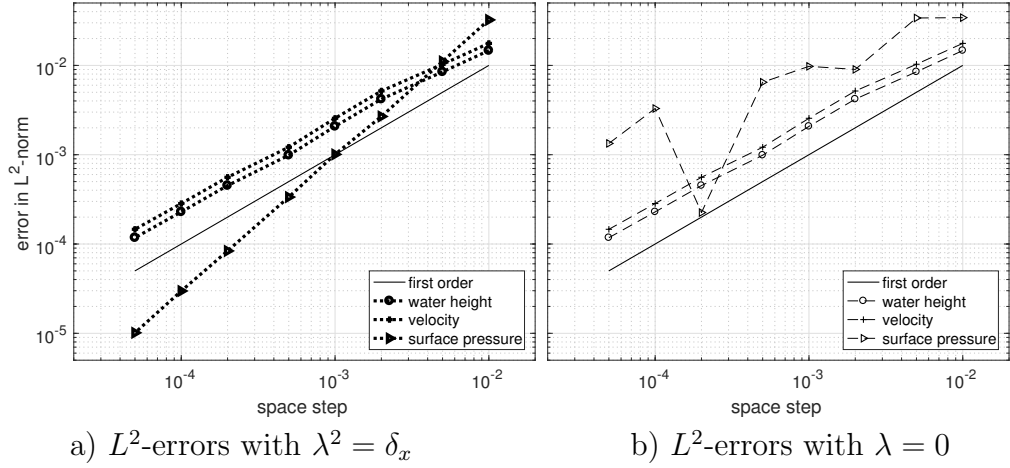 error in L²-norm
10⁻²
10⁻³
10⁻⁴
10⁻⁵
first order
water height
velocity
surface pressure
10⁻⁴ 10⁻³ 10⁻²
space step
first order
water height
velocity
surface pressure
10⁻⁴ 10⁻³ 10⁻²
space step
a) L²-errors with λ² = δₓ
b) L²-errors with λ = 0